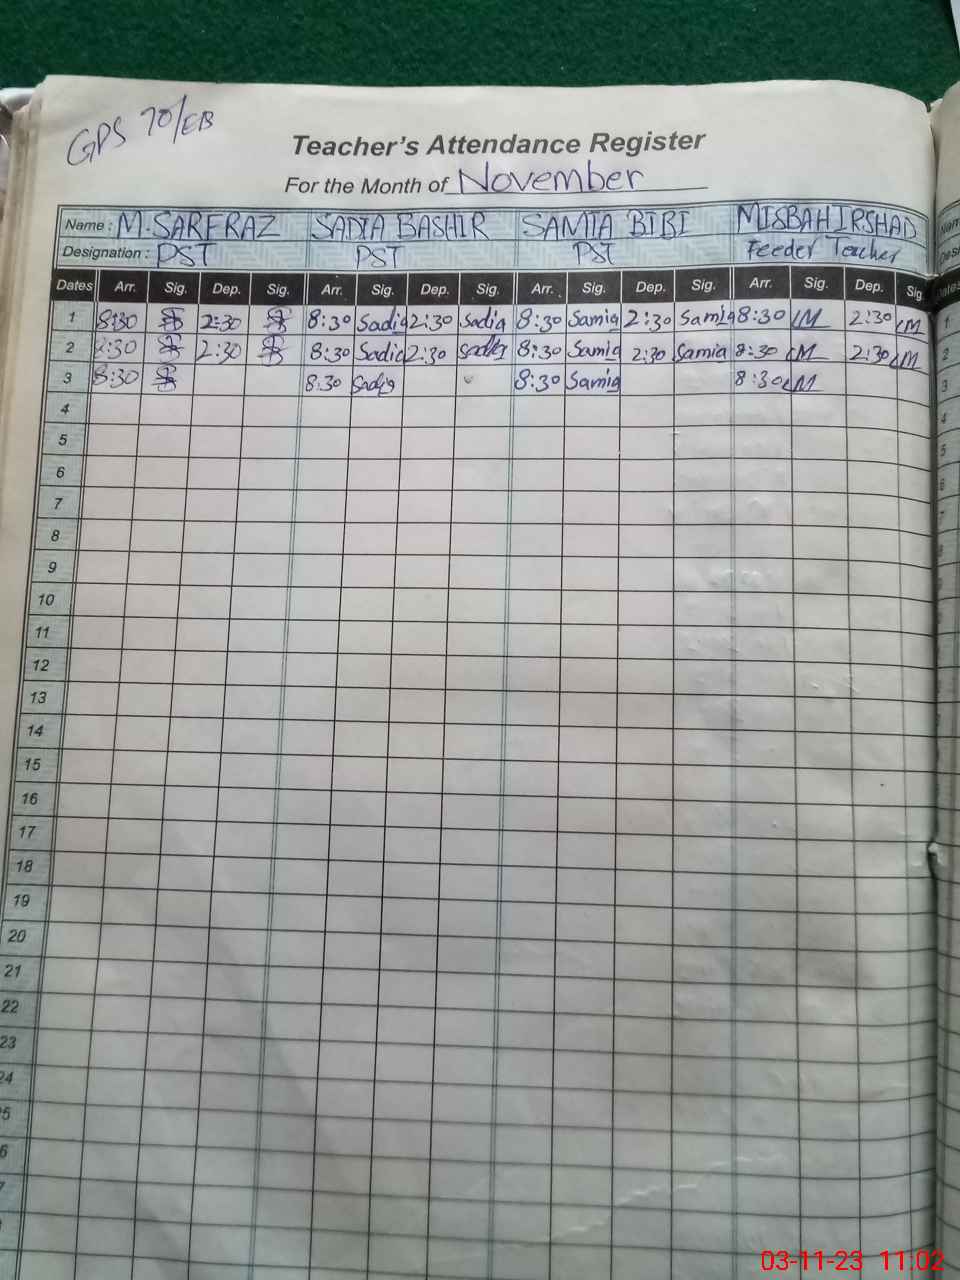 GPS 70/EB
Teacher's Attendance Register
For the Month of November
Name : M. SARFRAZ SADIA BASHIR SAMIA BIBI MISBAH IRSHAD
Designation : PST PST PST Feeder Teacher
Dates Arr. Sig. Dep. Sig. Arr. Sig. Dep. Sig. Arr. Sig. Dep. Sig. Arr. Sig. Dep. Sig
1 8:30 2:30 8:30 Sadia 2:30 Sadia 8:30 Samia 2:30 Samia 8:30 M 2:30 M
2 8:30 2:30 8:30 Sadia 2:30 Sadia 8:30 Samia 2:30 Samia 8:30 M 2:30 M
3 8:30 8:30 Sadia 8:30 Samia 8:30 M
4
5
6
7
8
9
10
11
12
13
14
15
16
17
18
19
20
21
22
23
24
5
6
7
03-11-23 11:02